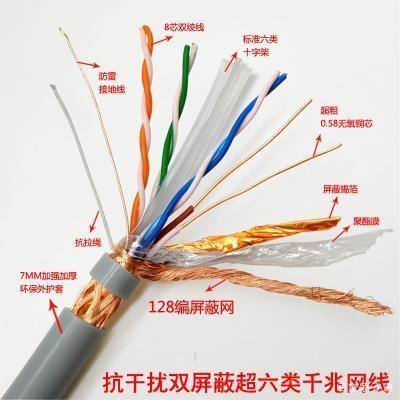 8芯双绞线
标准六类
十字架
防雷
接地线
超粗
0.58无氧铜芯
屏蔽锡箔
聚酯膜
抗拉绳
7MM加强加厚
环保外护套
128编屏蔽网
抗干扰双屏蔽超六类千兆网线